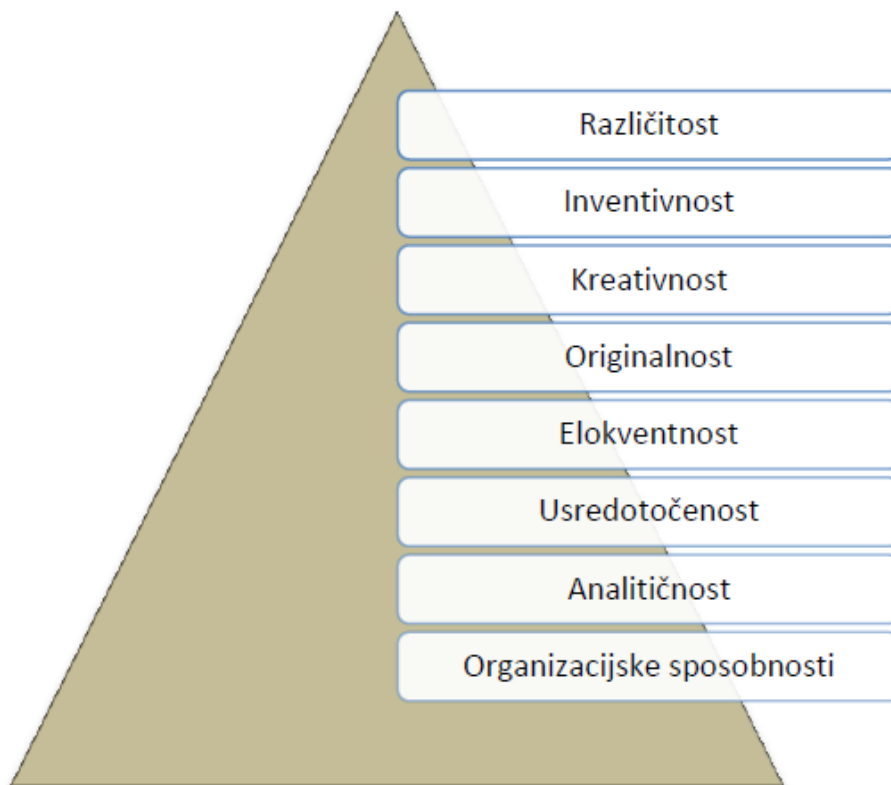 Različitost
Inventivnost
Kreativnost
Originalnost
Elokventnost
Usredotočenost
Analitičnost
Organizacijske sposobnosti